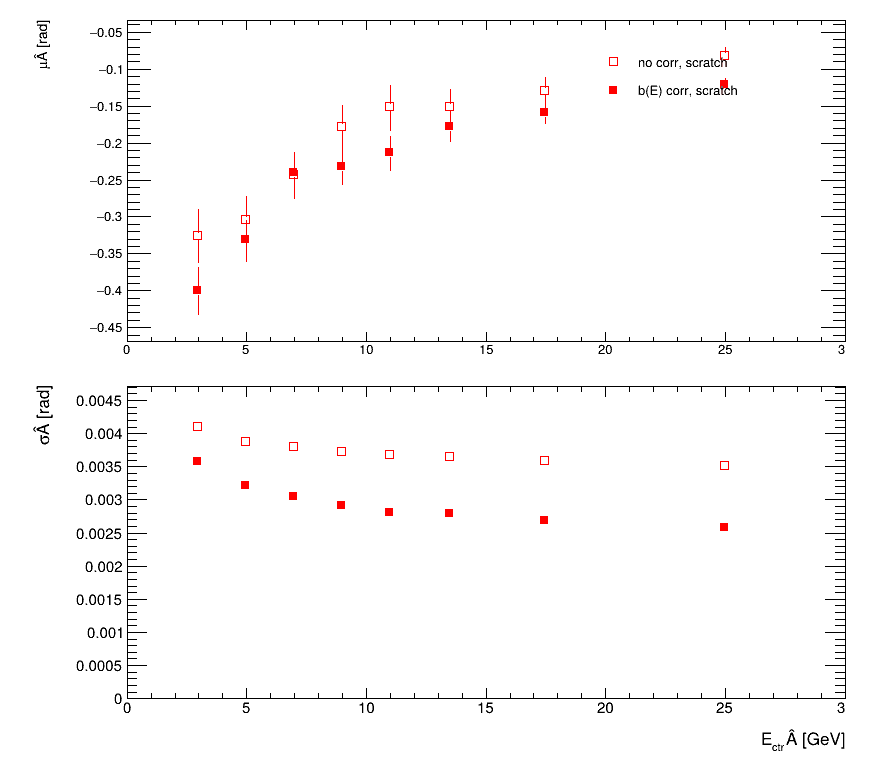 μÂ [rad]
−0.05
−0.1
−0.15
−0.2
−0.25
−0.3
−0.35
−0.4
−0.45
no corr, scratch
b(E) corr, scratch
0 5 10 15 20 25 3
σÂ [rad]
0.0045
0.004
0.0035
0.003
0.0025
0.002
0.0015
0.001
0.0005
0
0 5 10 15 20 25 3
EctrÂ [GeV]